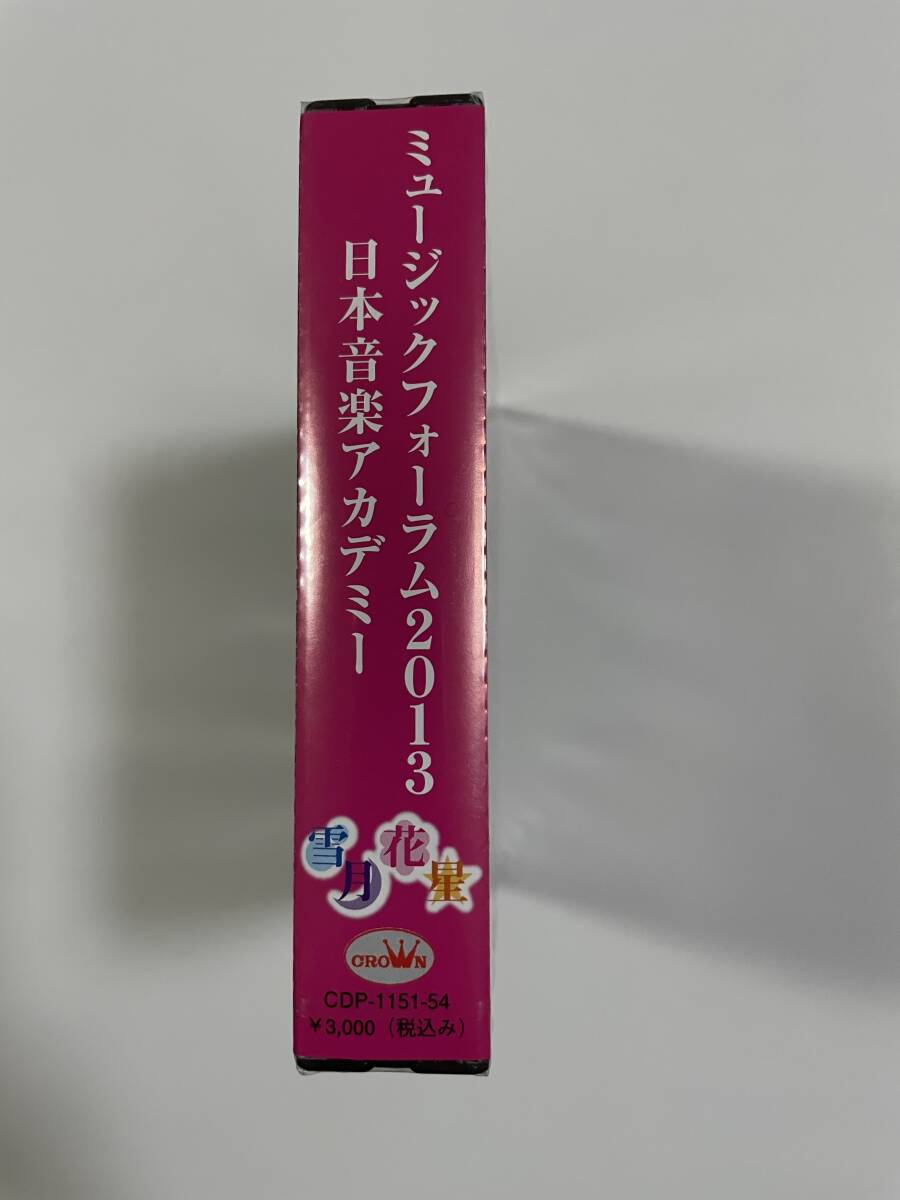 ミュージックフォーラム2013
日本音楽アカデミー
雪月花星
CROWN
CDP-1151-54
¥3,000（税込み）